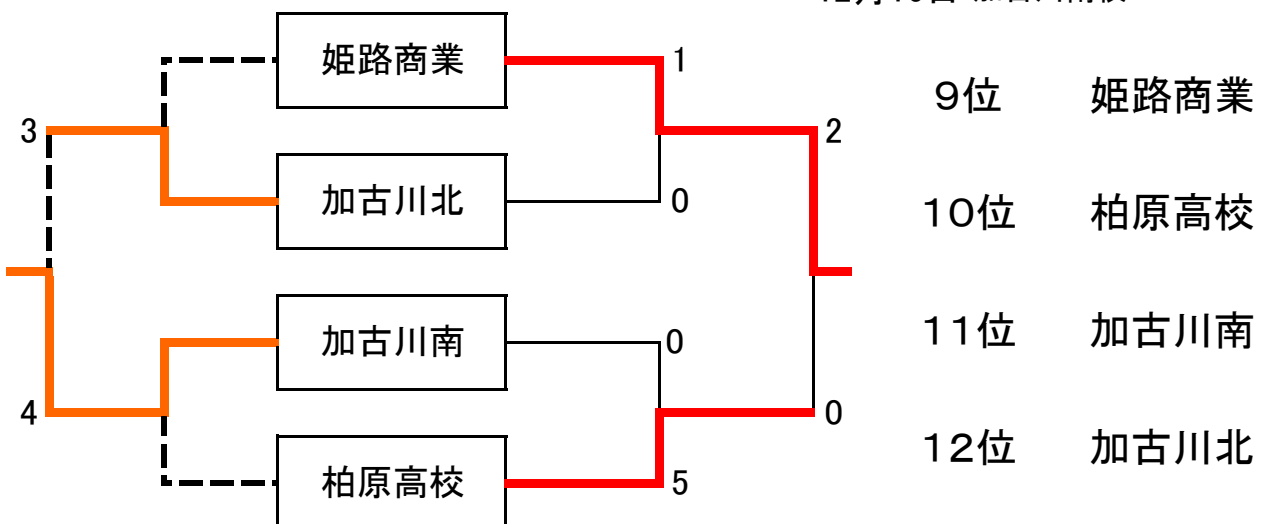 姫路商業
1
9位 姫路商業
3
2
加古川北
0
10位 柏原高校
加古川南
0
11位 加古川南
4
0
12位 加古川北
柏原高校
5